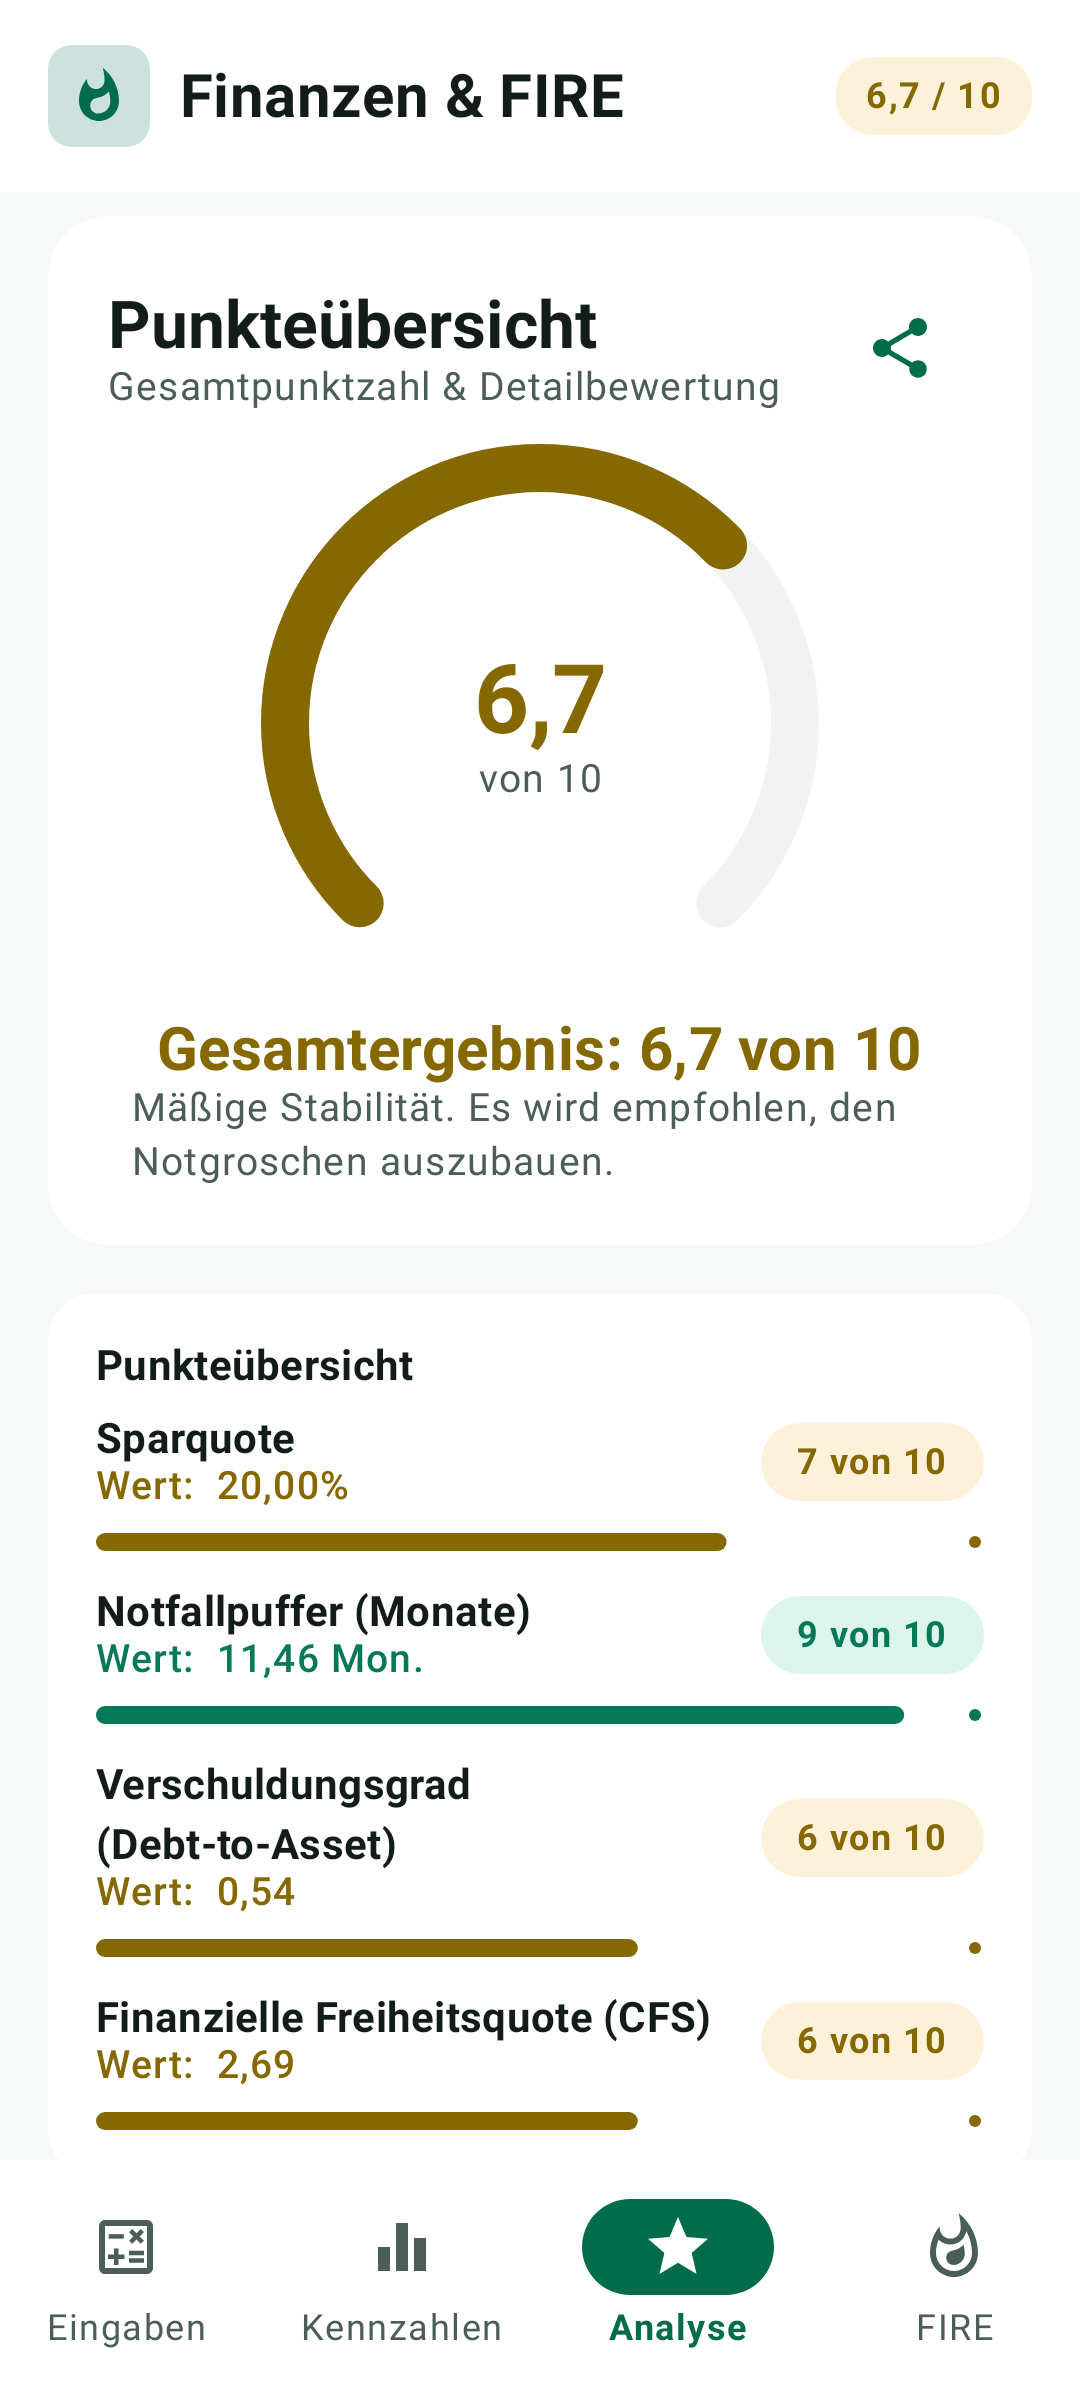 Finanzen & FIRE
6,7 / 10
Punkteübersicht
Gesamtpunktzahl & Detailbewertung
6,7
von 10
Gesamtergebnis: 6,7 von 10
Mäßige Stabilität. Es wird empfohlen, den
Notgroschen auszubauen.
Punkteübersicht
Sparquote
Wert: 20,00%
7 von 10
Notfallpuffer (Monate)
Wert: 11,46 Mon.
9 von 10
Verschuldungsgrad
(Debt-to-Asset)
Wert: 0,54
6 von 10
Finanzielle Freiheitsquote (CFS)
Wert: 2,69
6 von 10
Eingaben
Kennzahlen
Analyse
FIRE